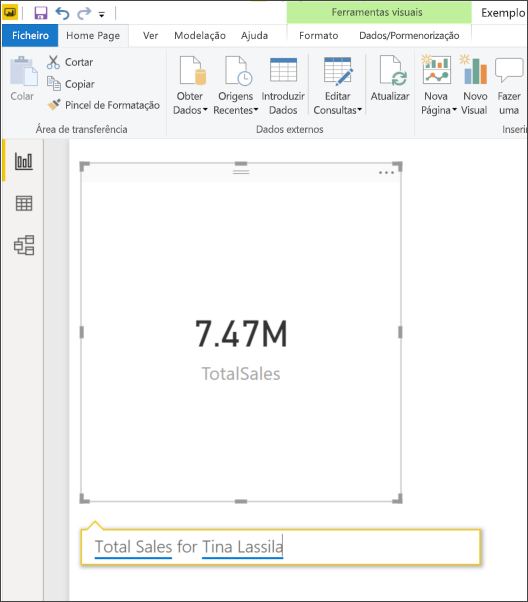 Ferramentas visuais
Exemplo
Ficheiro
Home Page
Ver
Modelação
Ajuda
Formato
Dados/Pormenorização
Colar
Cortar
Copiar
Pincel de Formatação
Área de transferência
Obter
Dados
Origens
Recentes
Introduzir
Dados
Editar
Consultas
Dados externos
Atualizar
Nova
Página
Novo
Visual
Fazer
uma
Inseri
7.47M
TotalSales
Total Sales for Tina Lassila